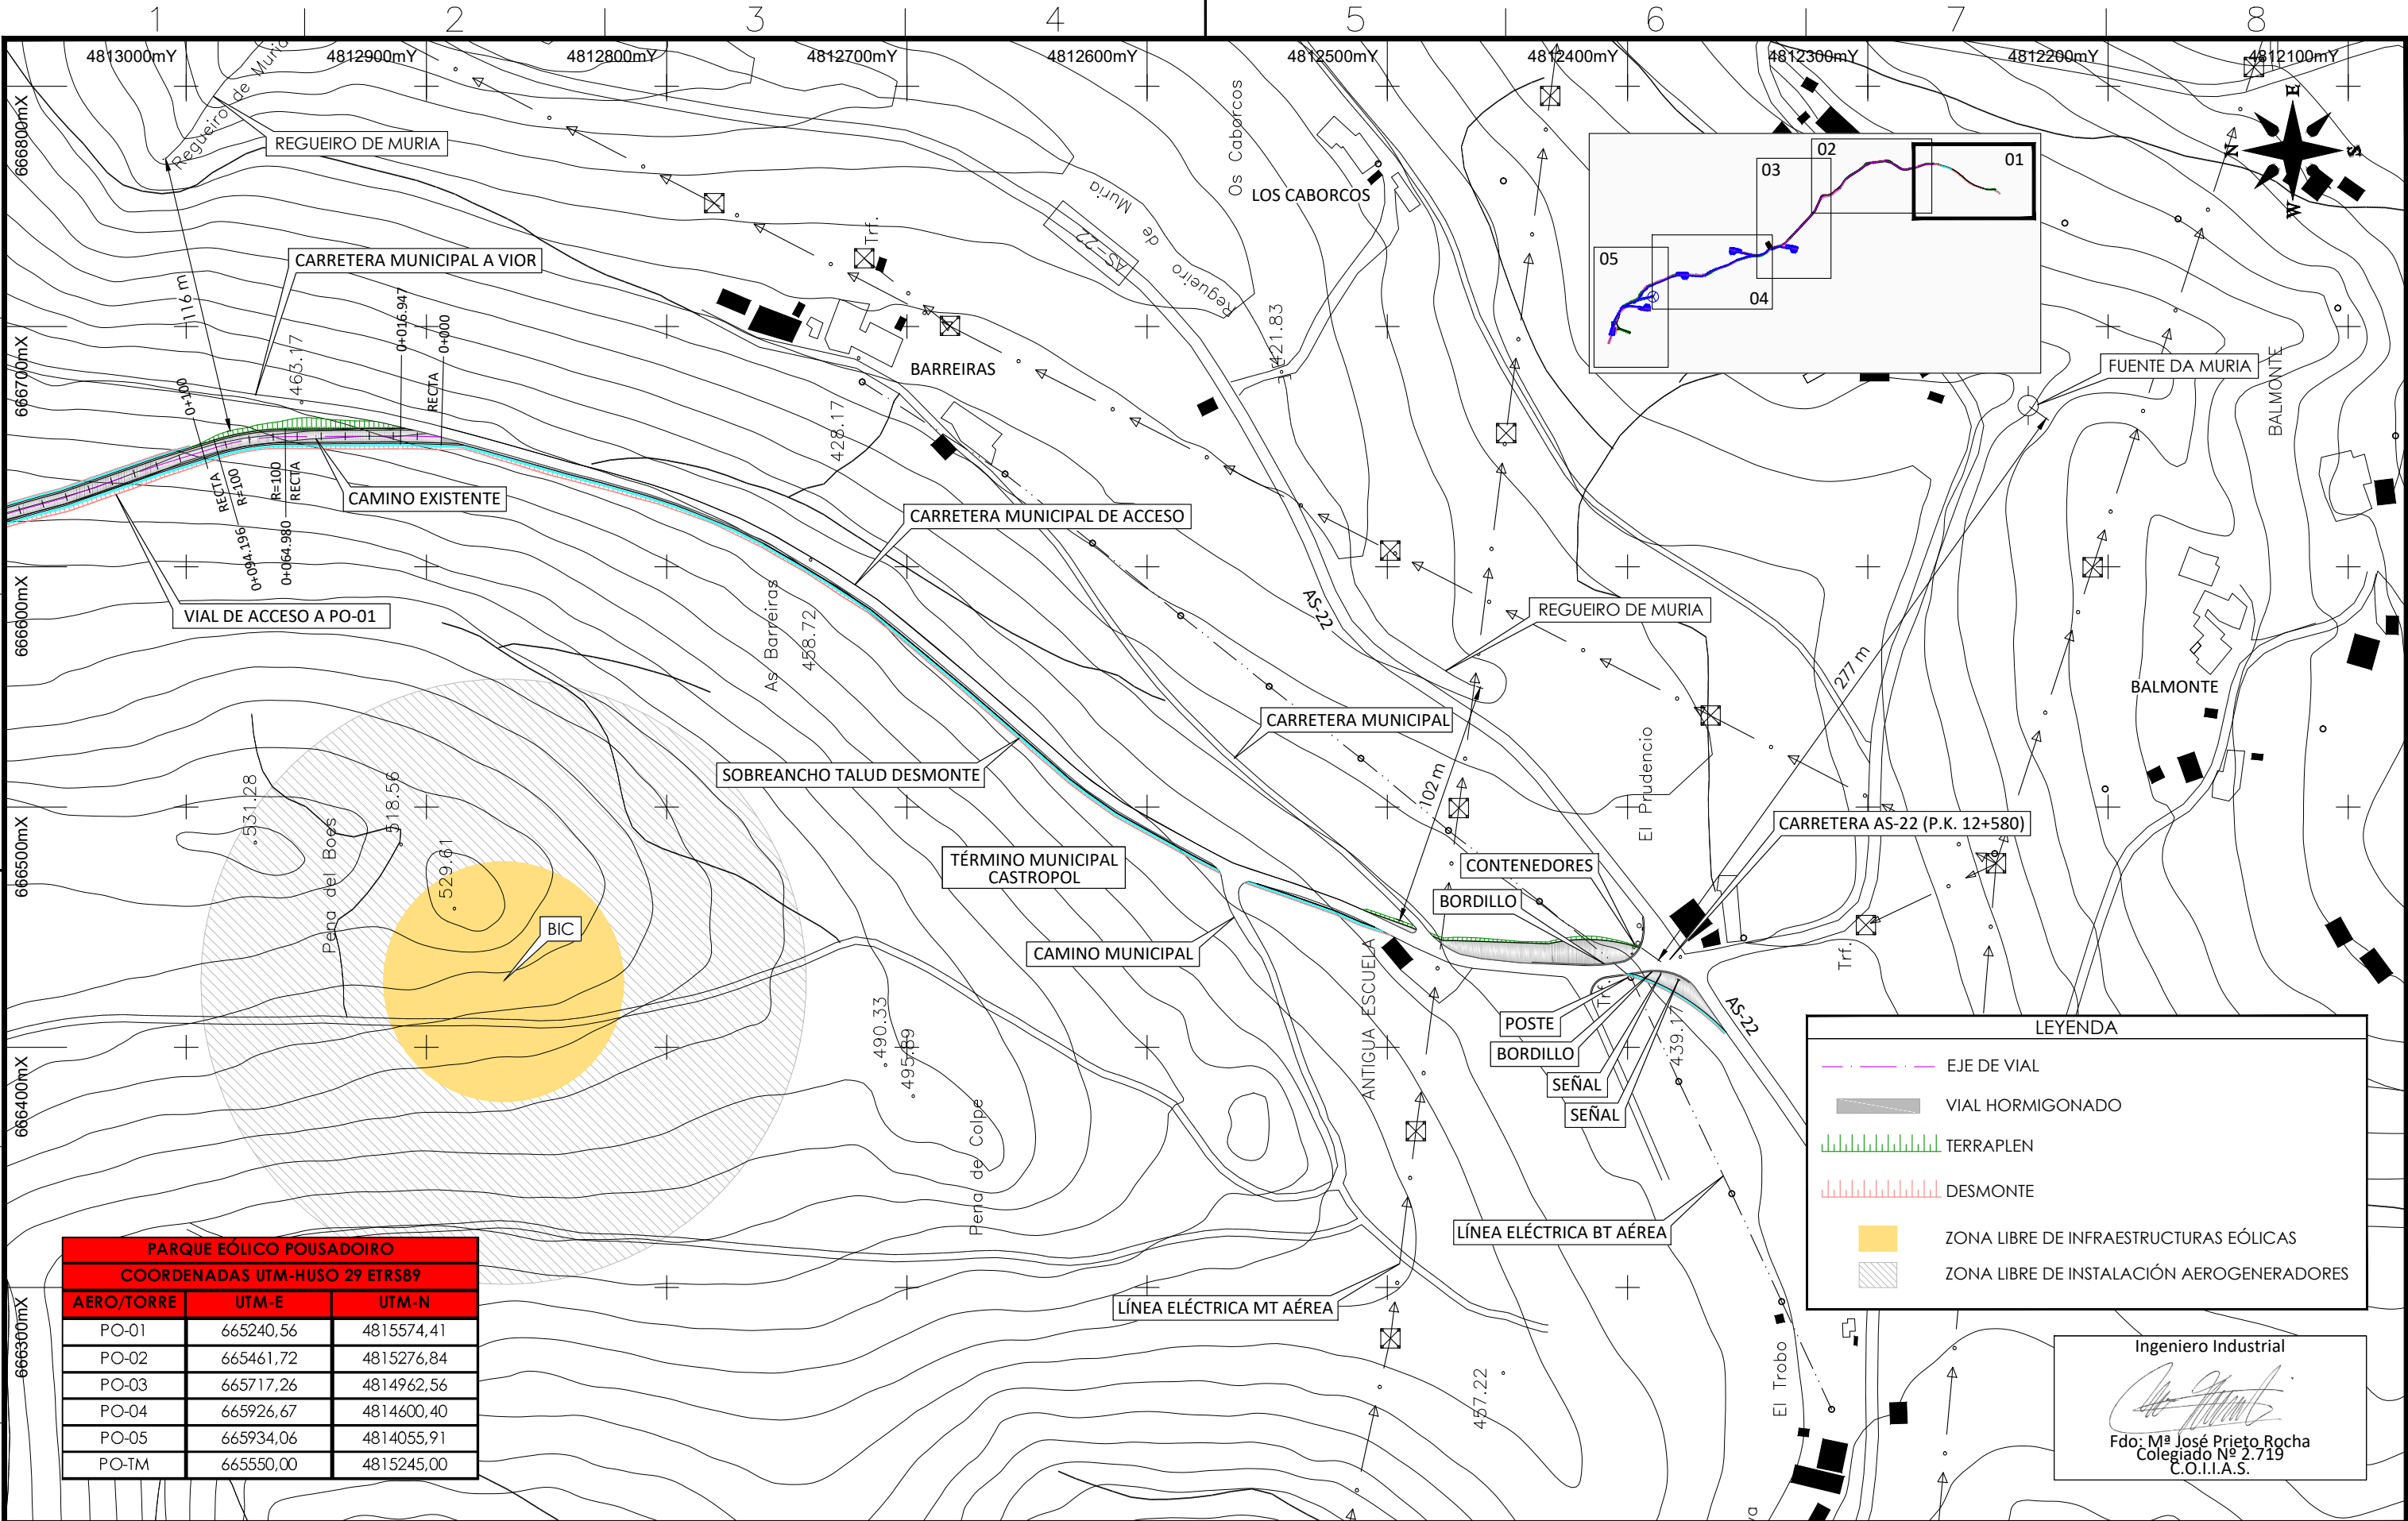 1 2 3 4 5 6 7 8
4813000mY 4812900mY 4812800mY 4812700mY 4812600mY 4812500mY 4812400mY 4812300mY 4812200mY 4812100mY
666800mX
666700mX
666600mX
666500mX
666400mX
666300mX
Regueiro de Muria
REGUEIRO DE MURIA
116 m
CARRETERA MUNICIPAL A VIOR
463.17
0+016.947
0+000
RECTA
0+100
RECTA
R=100
R=100
RECTA
0+094.196
0+064.980
CAMINO EXISTENTE
VIAL DE ACCESO A PO-01
Trf.
BARREIRAS
428.17
AS-22
Regueiro de Muria
Os Caborcos
LOS CABORCOS
421.83
02
01
03
05
04
E
N
S
W
FUENTE DA MURIA
BALMONTE
CARRETERA MUNICIPAL DE ACCESO
As Barreiras
458.72
AS-22
REGUEIRO DE MURIA
277 m
BALMONTE
CARRETERA MUNICIPAL
SOBREANCHO TALUD DESMONTE
102 m
El Prudencio
CARRETERA AS-22 (P.K. 12+580)
531.28
518.56
Pena del Boes
529.61
BIC
TÉRMINO MUNICIPAL
CASTROPOL
CONTENEDORES
BORDILLO
CAMINO MUNICIPAL
ANTIGUA ESCUELA
Trf.
Trf.
439.17
AS-22
POSTE
BORDILLO
SEÑAL
SEÑAL
490.33
495.89
Pena de Colpe
LÍNEA ELÉCTRICA BT AÉREA
LÍNEA ELÉCTRICA MT AÉREA
457.22
El Trobo
LEYENDA
EJE DE VIAL
VIAL HORMIGONADO
TERRAPLEN
DESMONTE
ZONA LIBRE DE INFRAESTRUCTURAS EÓLICAS
ZONA LIBRE DE INSTALACIÓN AEROGENERADORES
PARQUE EÓLICO POUSADOIRO
COORDENADAS UTM-HUSO 29 ETRS89
AERO/TORRE UTM-E UTM-N
PO-01 665240,56 4815574,41
PO-02 665461,72 4815276,84
PO-03 665717,26 4814962,56
PO-04 665926,67 4814600,40
PO-05 665934,06 4814055,91
PO-TM 665550,00 4815245,00
Ingeniero Industrial
Fdo: Mª José Prieto Rocha
Colegiado Nº 2.719
C.O.I.I.A.S.